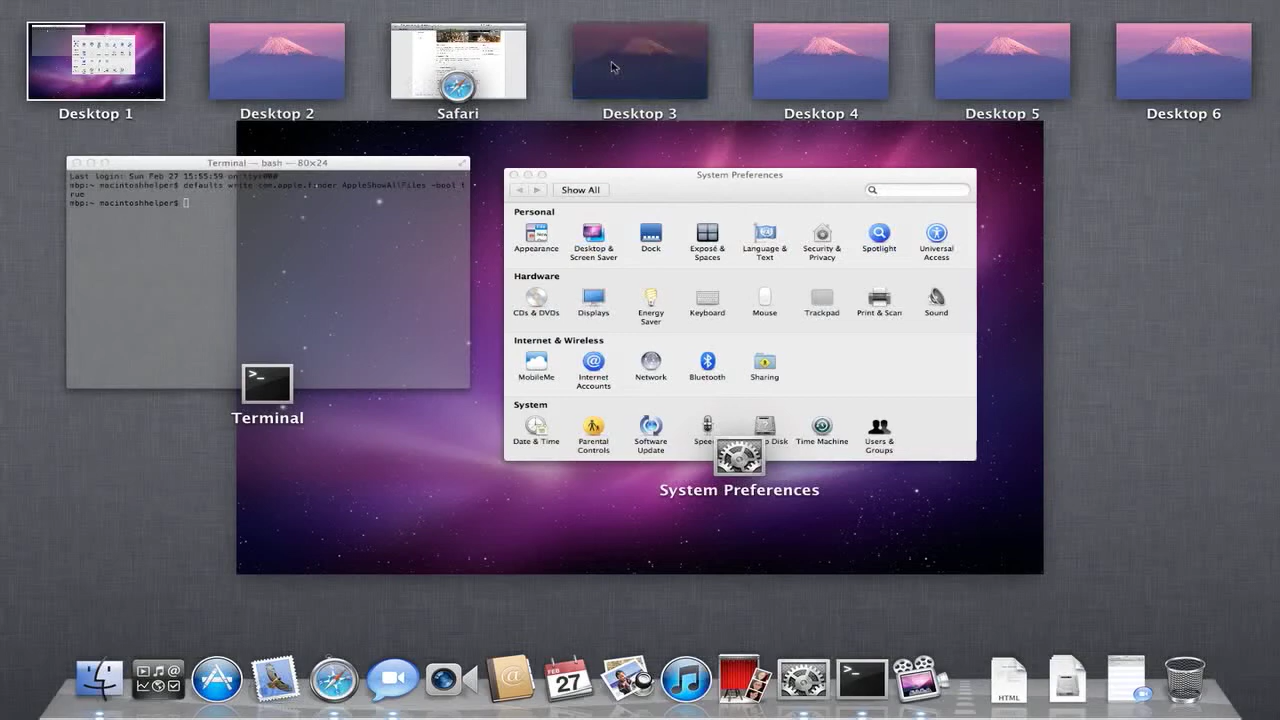 Desktop 1
Desktop 2
Safari
Desktop 3
Desktop 4
Desktop 5
Desktop 6
Terminal — bash — 80×24
Last login: Sun Feb 27 15:55:59 on
mbp:~ macintoshhelper$ defaults write com.apple.finder AppleShowAllFiles -bool t
rue
mbp:~ macintoshhelper$
Terminal
System Preferences
Show All
Personal
Appearance
Desktop &
Screen Saver
Dock
Exposé &
Spaces
Language &
Text
Security &
Privacy
Spotlight
Universal
Access
Hardware
CDs & DVDs
Displays
Energy
Saver
Keyboard
Mouse
Trackpad
Print & Scan
Sound
Internet & Wireless
MobileMe
Internet
Accounts
Network
Bluetooth
Sharing
System
Date & Time
Parental
Controls
Software
Update
Disk
Time Machine
Users &
Groups
System Preferences
FEB
27
HTML